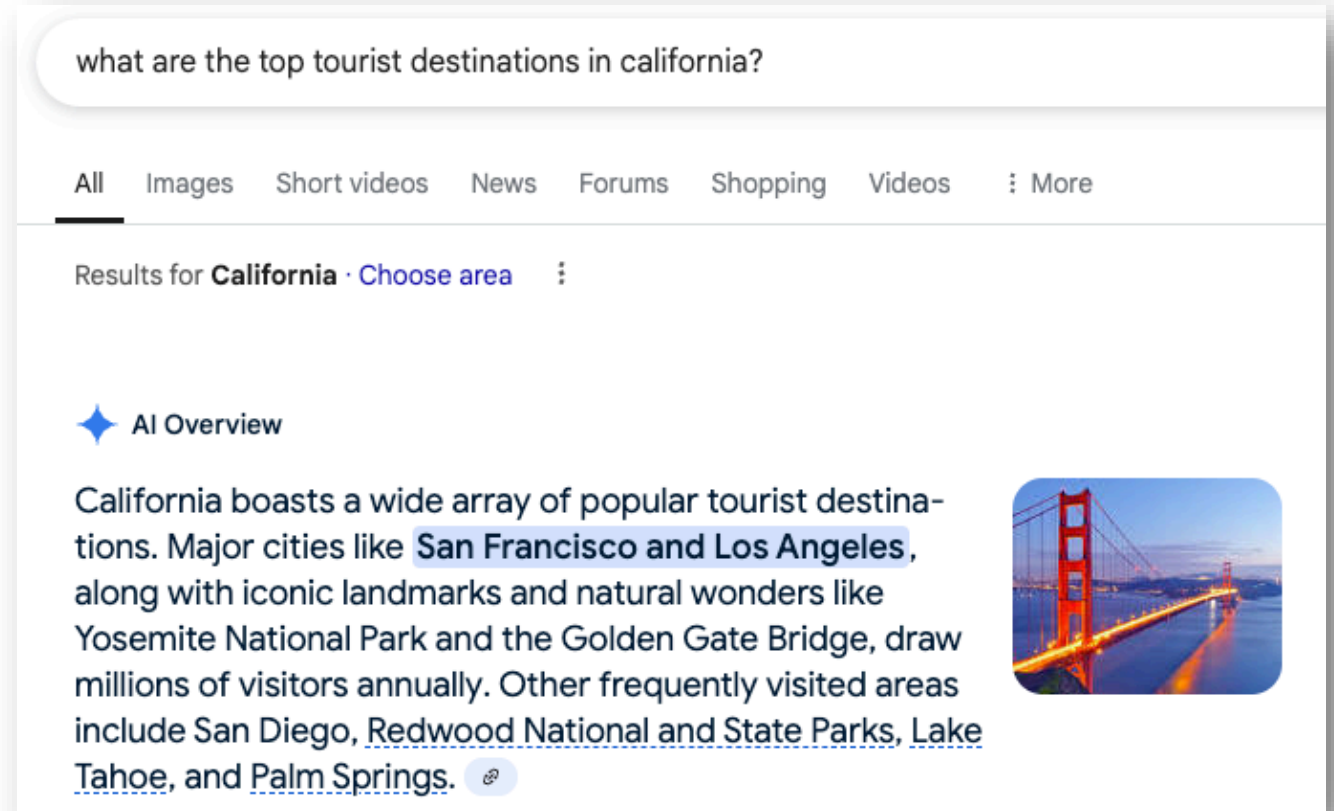 what are the top tourist destinations in california?
All Images Short videos News Forums Shopping Videos ⋮ More
Results for California · Choose area ⋮
AI Overview
California boasts a wide array of popular tourist destina-
tions. Major cities like San Francisco and Los Angeles,
along with iconic landmarks and natural wonders like
Yosemite National Park and the Golden Gate Bridge, draw
millions of visitors annually. Other frequently visited areas
include San Diego, Redwood National and State Parks, Lake
Tahoe, and Palm Springs.